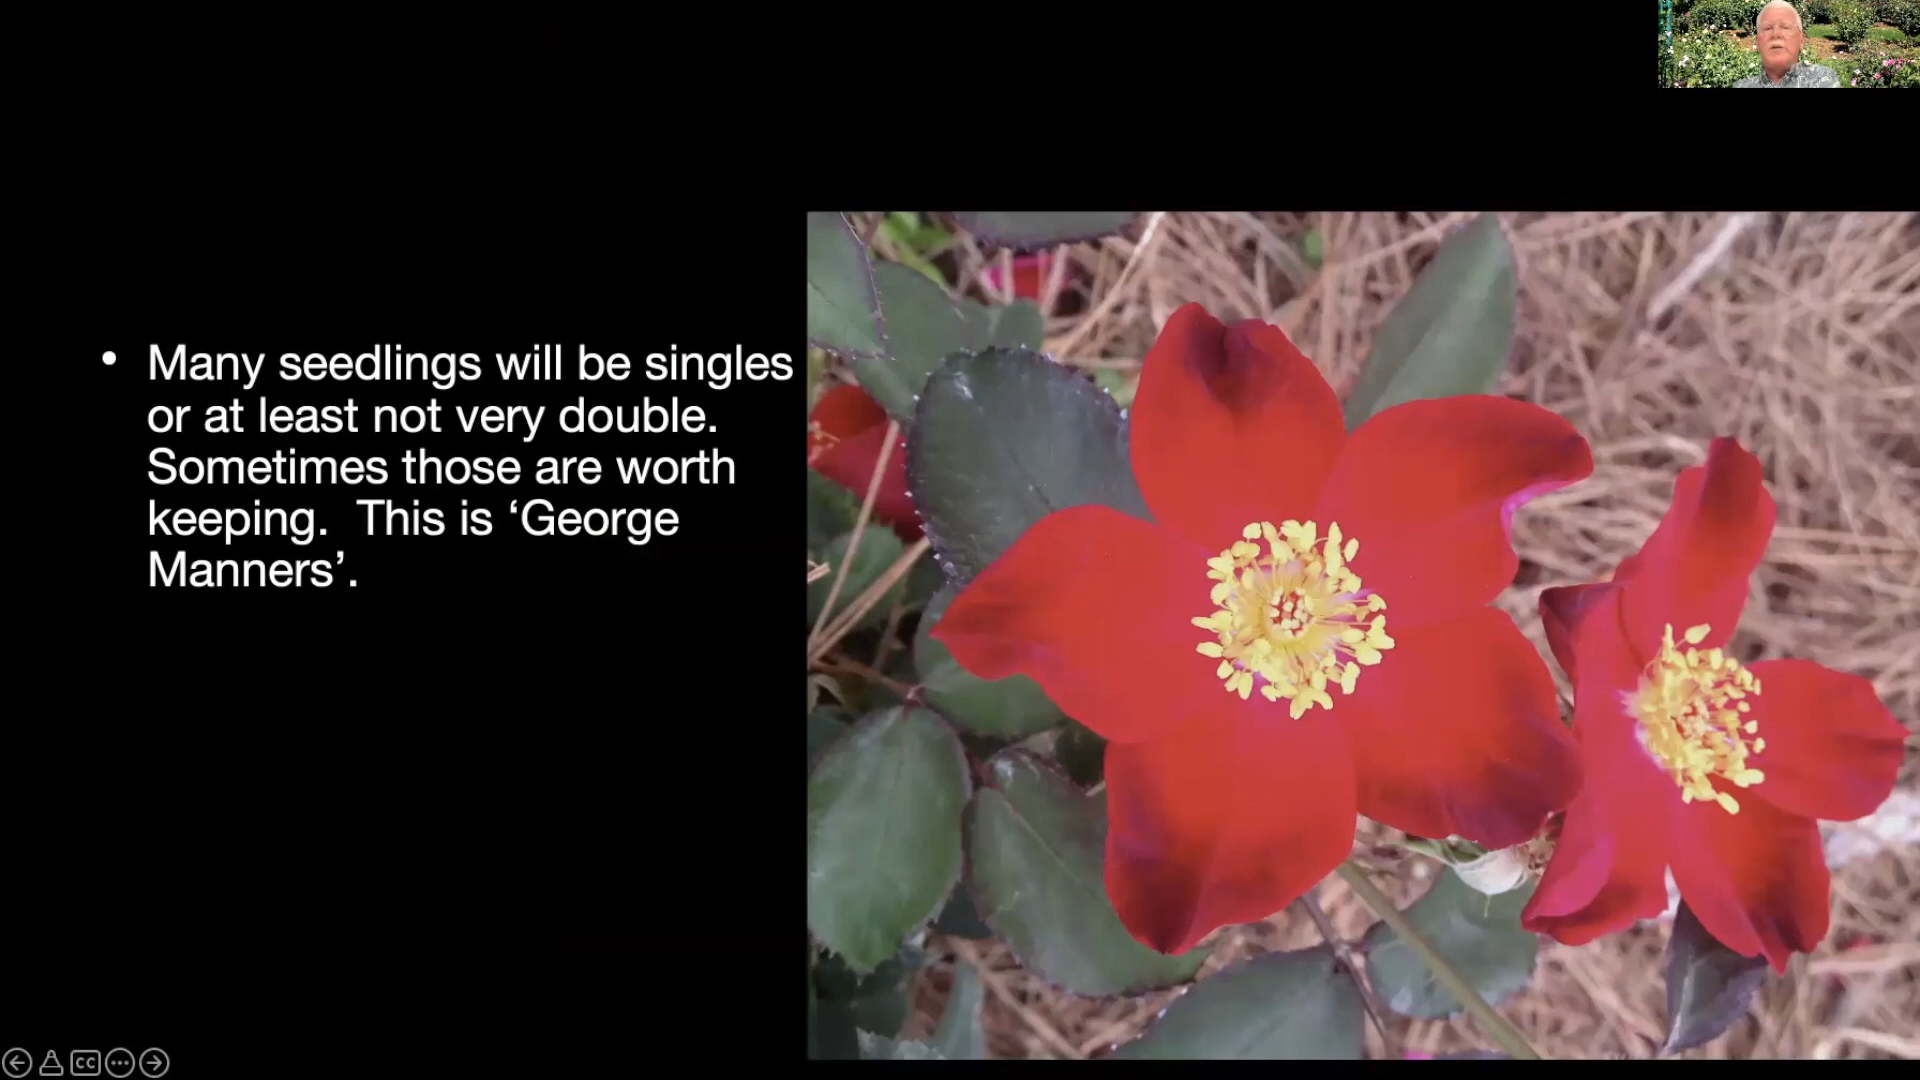 • Many seedlings will be singles
or at least not very double.
Sometimes those are worth
keeping.  This is ‘George
Manners’.
CC